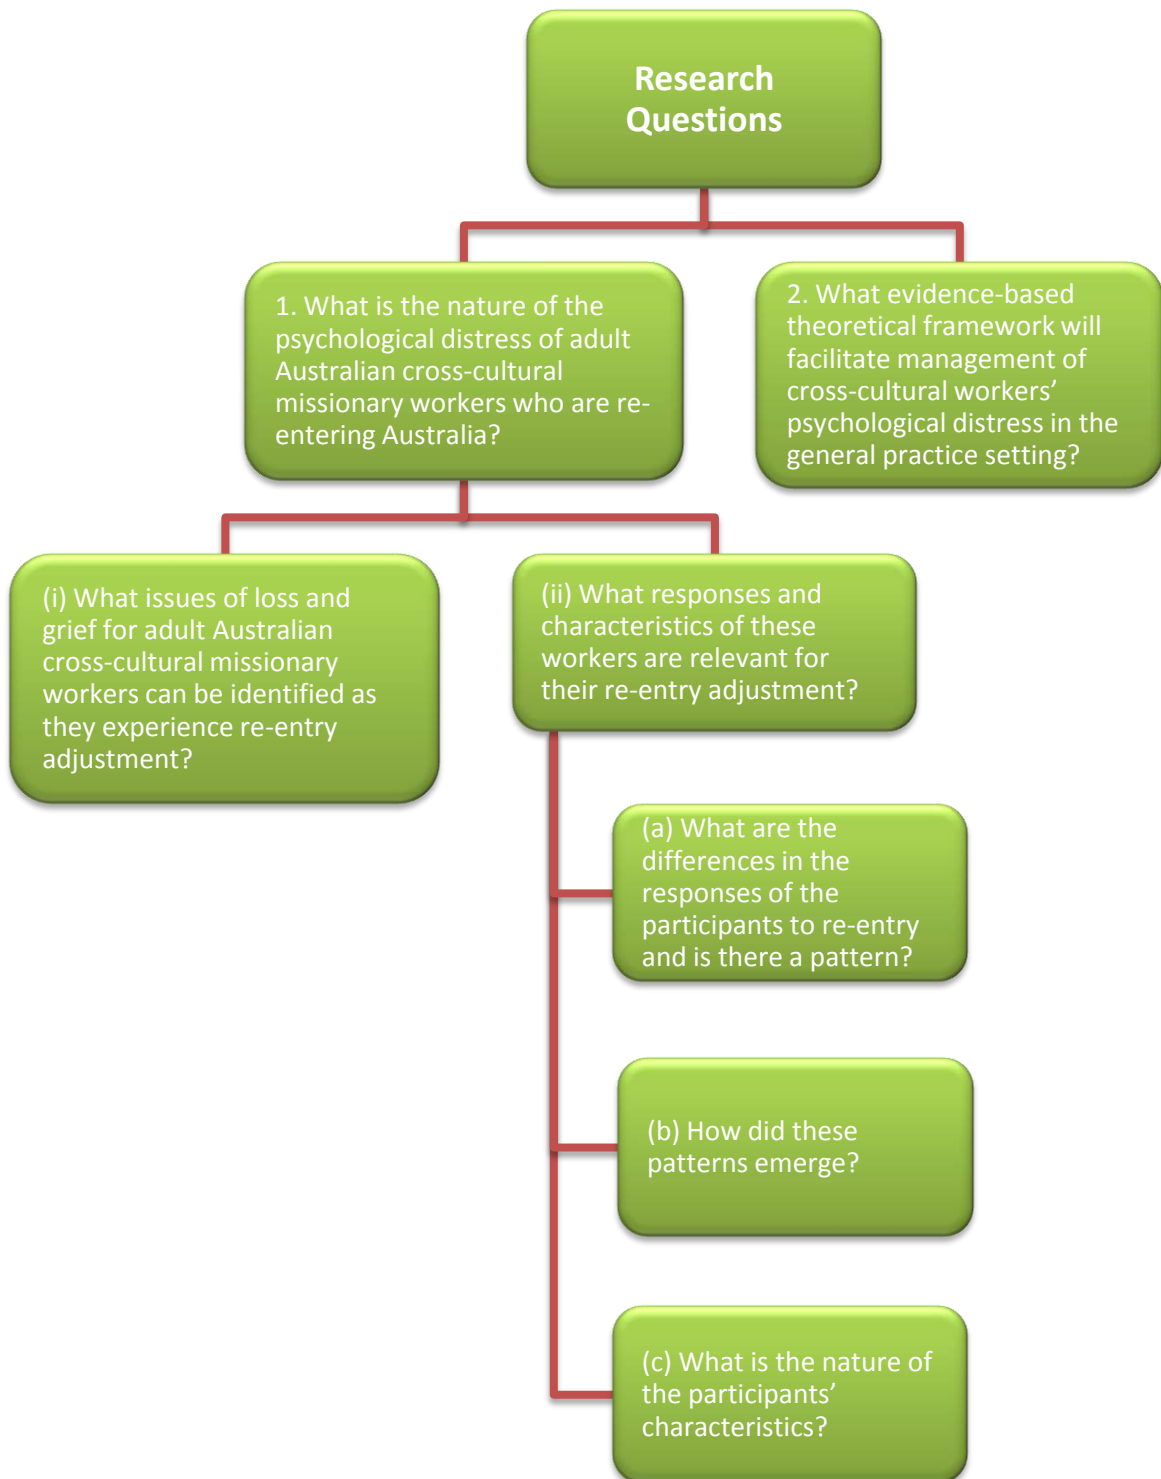 Research
Questions
1. What is the nature of the
psychological distress of adult
Australian cross-cultural
missionary workers who are re-
entering Australia?
2. What evidence-based
theoretical framework will
facilitate management of
cross-cultural workers’
psychological distress in the
general practice setting?
(i) What issues of loss and
grief for adult Australian
cross-cultural missionary
workers can be identified as
they experience re-entry
adjustment?
(ii) What responses and
characteristics of these
workers are relevant for
their re-entry adjustment?
(a) What are the
differences in the
responses of the
participants to re-entry
and is there a pattern?
(b) How did these
patterns emerge?
(c) What is the nature of
the participants’
characteristics?